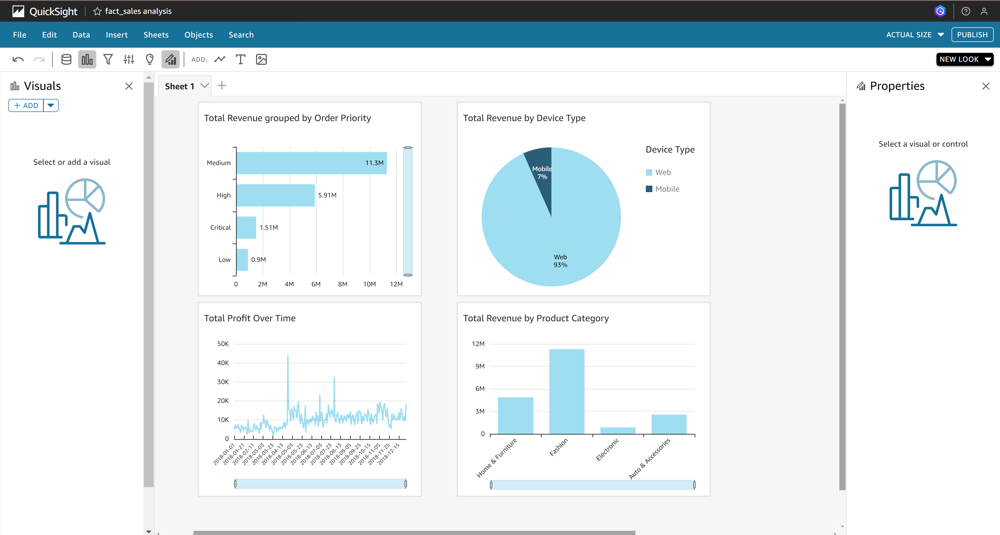 QuickSight
fact_sales analysis
File Edit Data Insert Sheets Objects Search
ACTUAL SIZE
PUBLISH
ADD:
NEW LOOK
Visuals
ADD
Select or add a visual
Sheet 1
Total Revenue grouped by Order Priority
Medium 11.3M
High 5.91M
Critical 1.51M
Low 0.9M
0 2M 4M 6M 8M 10M 12M
Total Revenue by Device Type
Mobile
7%
Web
93%
Device Type
Web
Mobile
Total Profit Over Time
50K
40K
30K
20K
10K
0
2018-01-01 2018-01-21 2018-02-11 2018-03-03 2018-03-23 2018-04-13 2018-05-03 2018-05-23 2018-06-13 2018-07-03 2018-07-23 2018-08-13 2018-09-05 2018-09-25 2018-10-15 2018-11-05 2018-11-25 2018-12-15
Total Revenue by Product Category
12M
9M
6M
3M
0
Home & Furniture Fashion Electronic Auto & Accessories
Properties
Select a visual or control